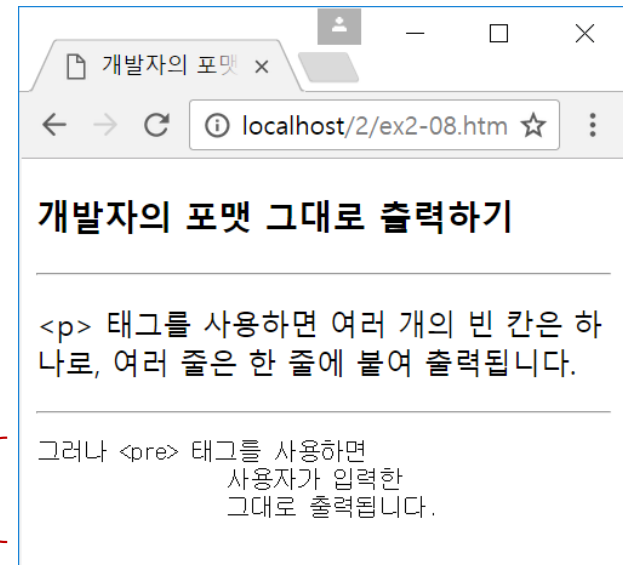 개발자의 포맷
localhost/2/ex2-08.htm
개발자의 포맷 그대로 출력하기
<p> 태그를 사용하면 여러 개의 빈 칸은 하
나로, 여러 줄은 한 줄에 붙여 출력됩니다.
그러나 <pre> 태그를 사용하면
사용자가 입력한
그대로 출력됩니다.